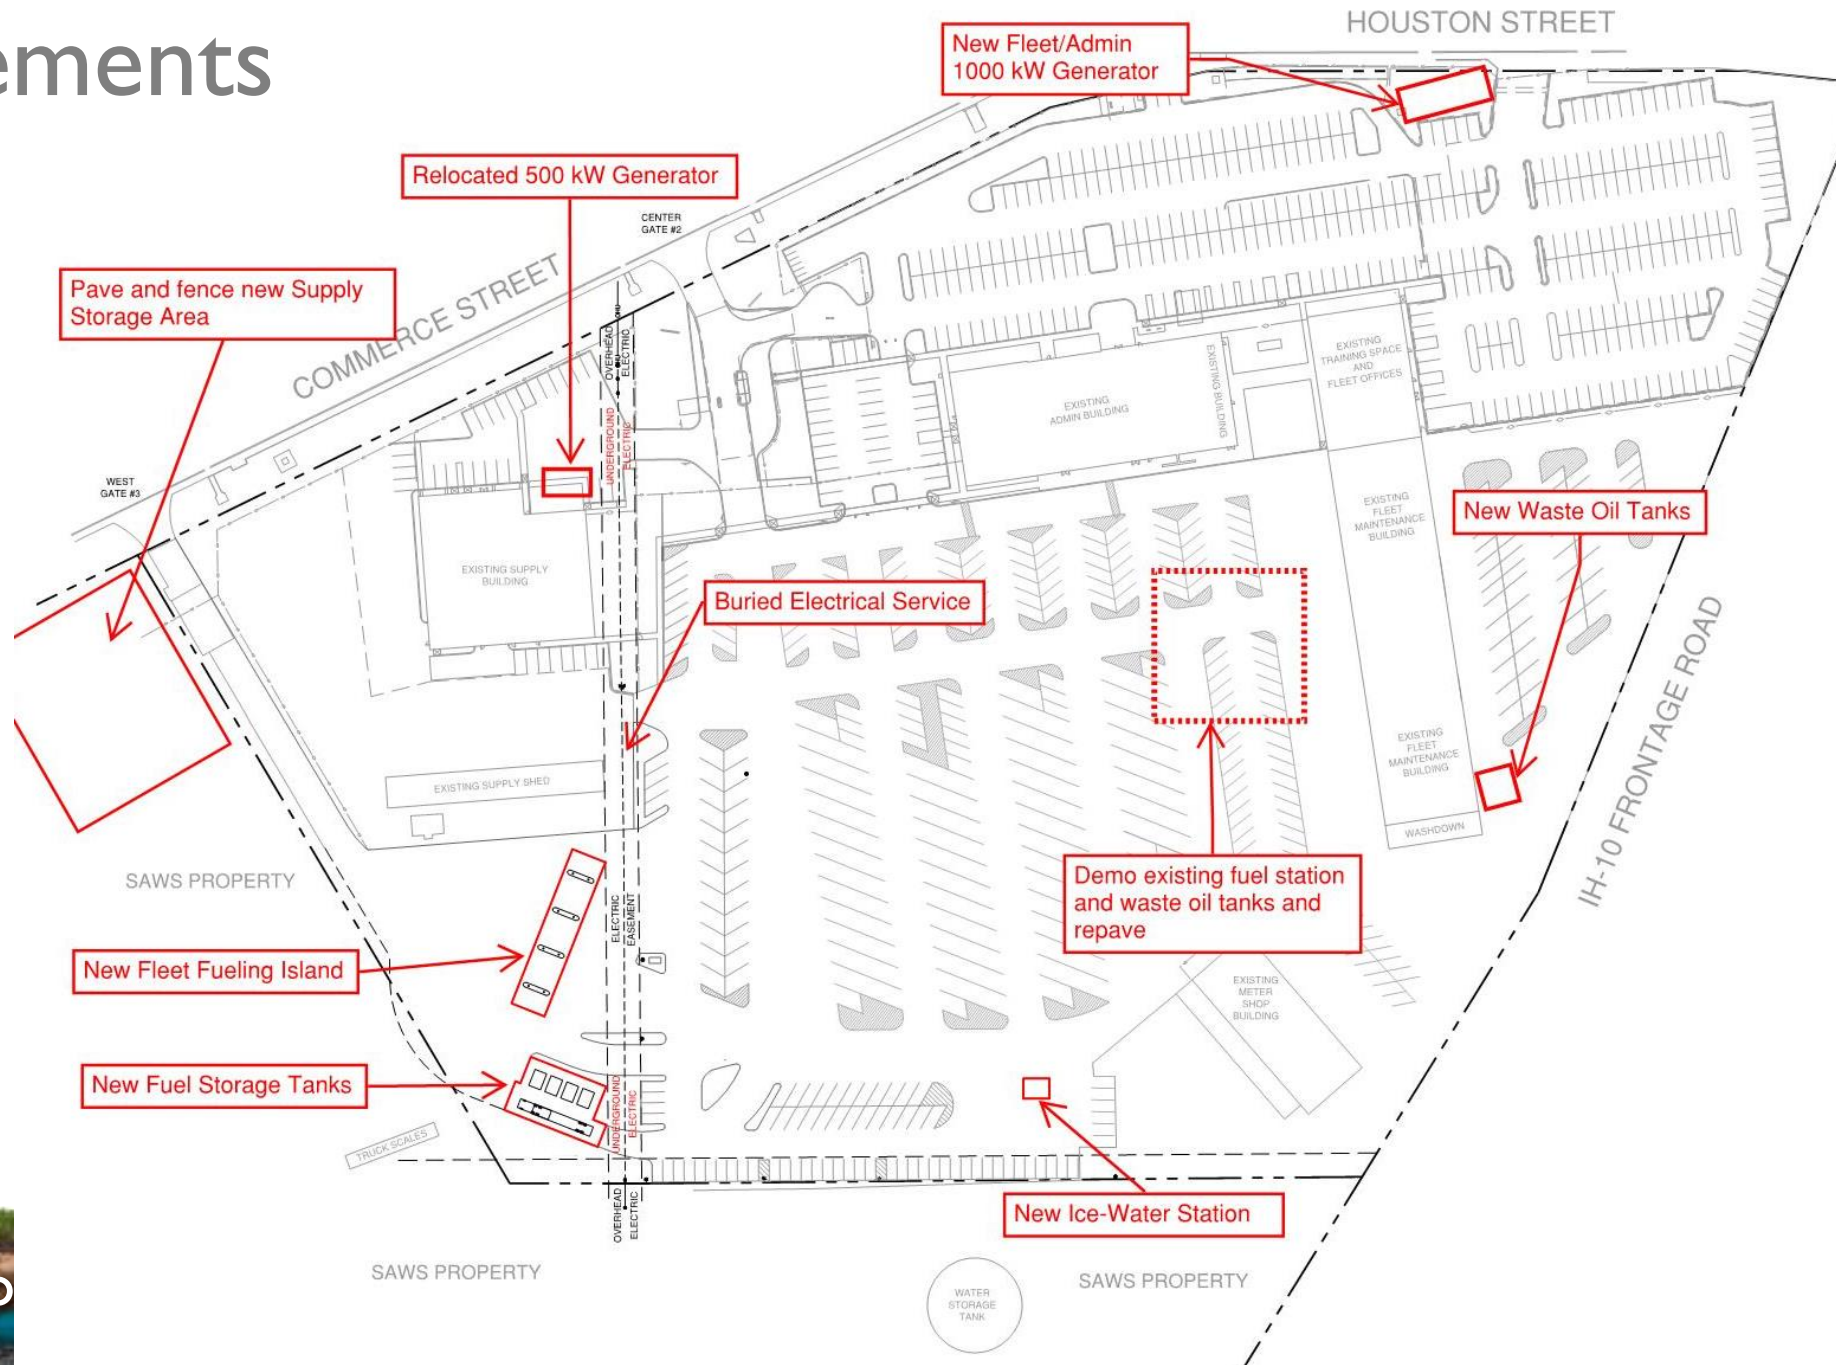 ements
HOUSTON STREET
New Fleet/Admin
1000 kW Generator
Relocated 500 kW Generator
CENTER
GATE #2
Pave and fence new Supply
Storage Area
COMMERCE STREET
OVERHEAD
ELECTRIC
UNDERGROUND
ELECTRIC
EXISTING
TRAINING SPACE
AND
FLEET OFFICES
EXISTING
ADMIN BUILDING
EXISTING BUILDING
WEST
GATE #3
EXISTING
FLEET
MAINTENANCE
BUILDING
New Waste Oil Tanks
EXISTING SUPPLY
BUILDING
Buried Electrical Service
IH-10 FRONTAGE ROAD
EXISTING
FLEET
MAINTENANCE
BUILDING
EXISTING SUPPLY SHED
WASHDOWN
SAWS PROPERTY
Demo existing fuel station
and waste oil tanks and
repave
ELECTRIC
EASEMENT
New Fleet Fueling Island
EXISTING
METER
SHOP
BUILDING
New Fuel Storage Tanks
UNDERGROUND
ELECTRIC
TRUCK SCALES
OVERHEAD
ELECTRIC
New Ice-Water Station
SAWS PROPERTY
SAWS PROPERTY
WATER
STORAGE
TANK